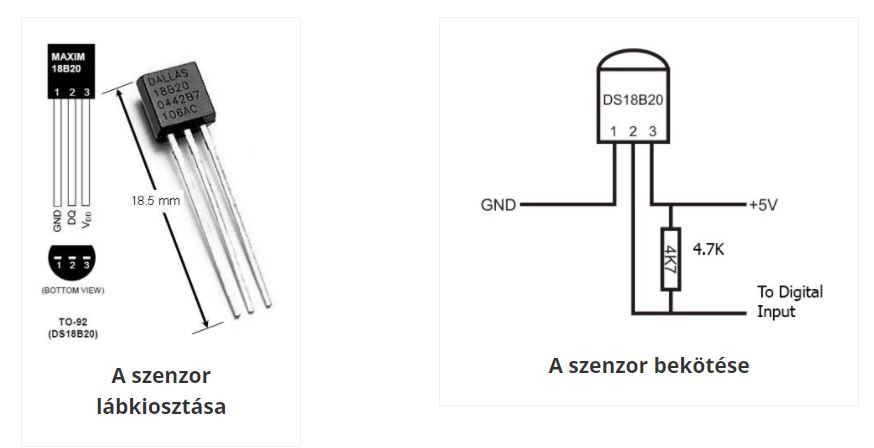 MAXIM
18B20
1 2 3
GND
DQ
VDD
1 2 3
(BOTTOM VIEW)
TO-92
(DS18B20)
DALLAS
18B20
0442B7
106AC
18.5 mm
A szenzor
lábkiosztása
DS18B20
1 2 3
GND
+5V
4K7
4.7K
To Digital
Input
A szenzor bekötése